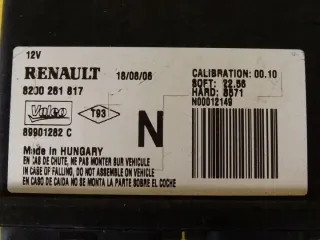 12V
RENAULT 18/08/06
8200 261 817
Valeo T93
89901282 C
N
CALIBRATION: 00.10
SOFT: 22.56
HARD: 8571
N00012149
Made in HUNGARY
EN CAS DE CHUTE, NE PAS MONTER SUR VEHICULE
IN CASE OF FALLING, DO NOT ASSEMBLE ON VEHICLE
EN CASO DE CAIDA NO SE MONTA LA PARTE SOBRE EL COCHE